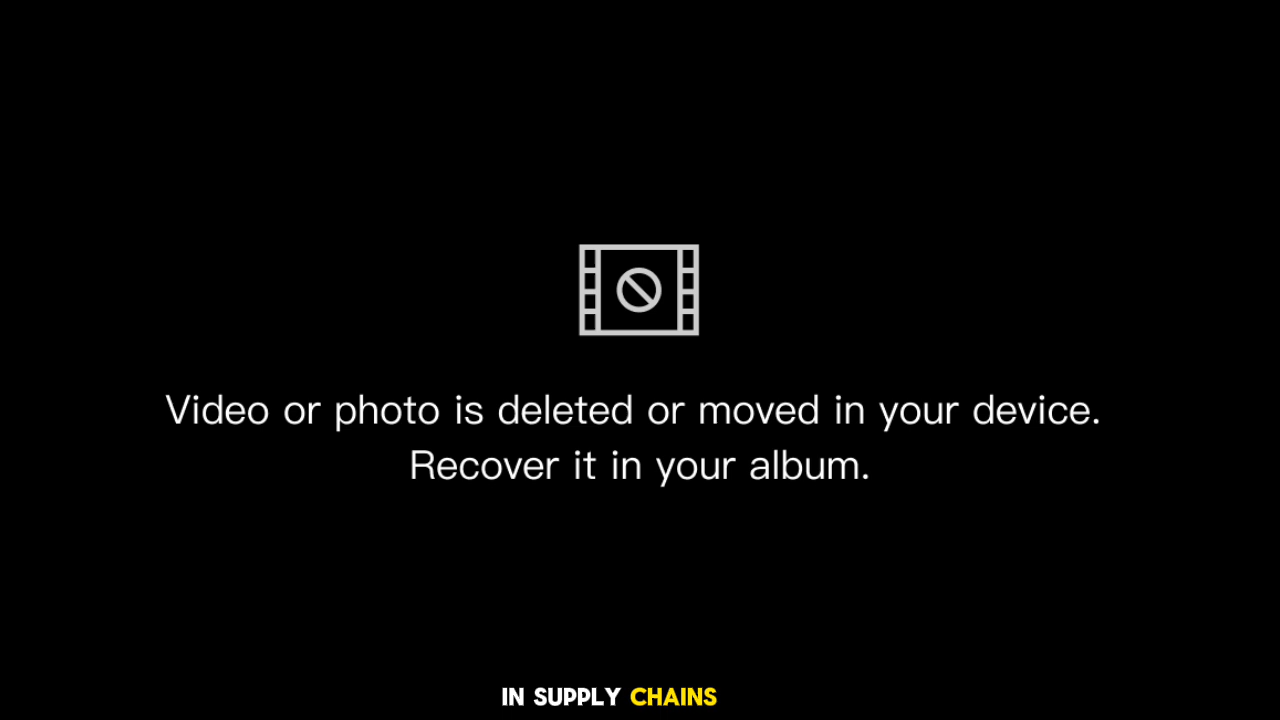 Video or photo is deleted or moved in your device.
Recover it in your album.
IN SUPPLY CHAINS